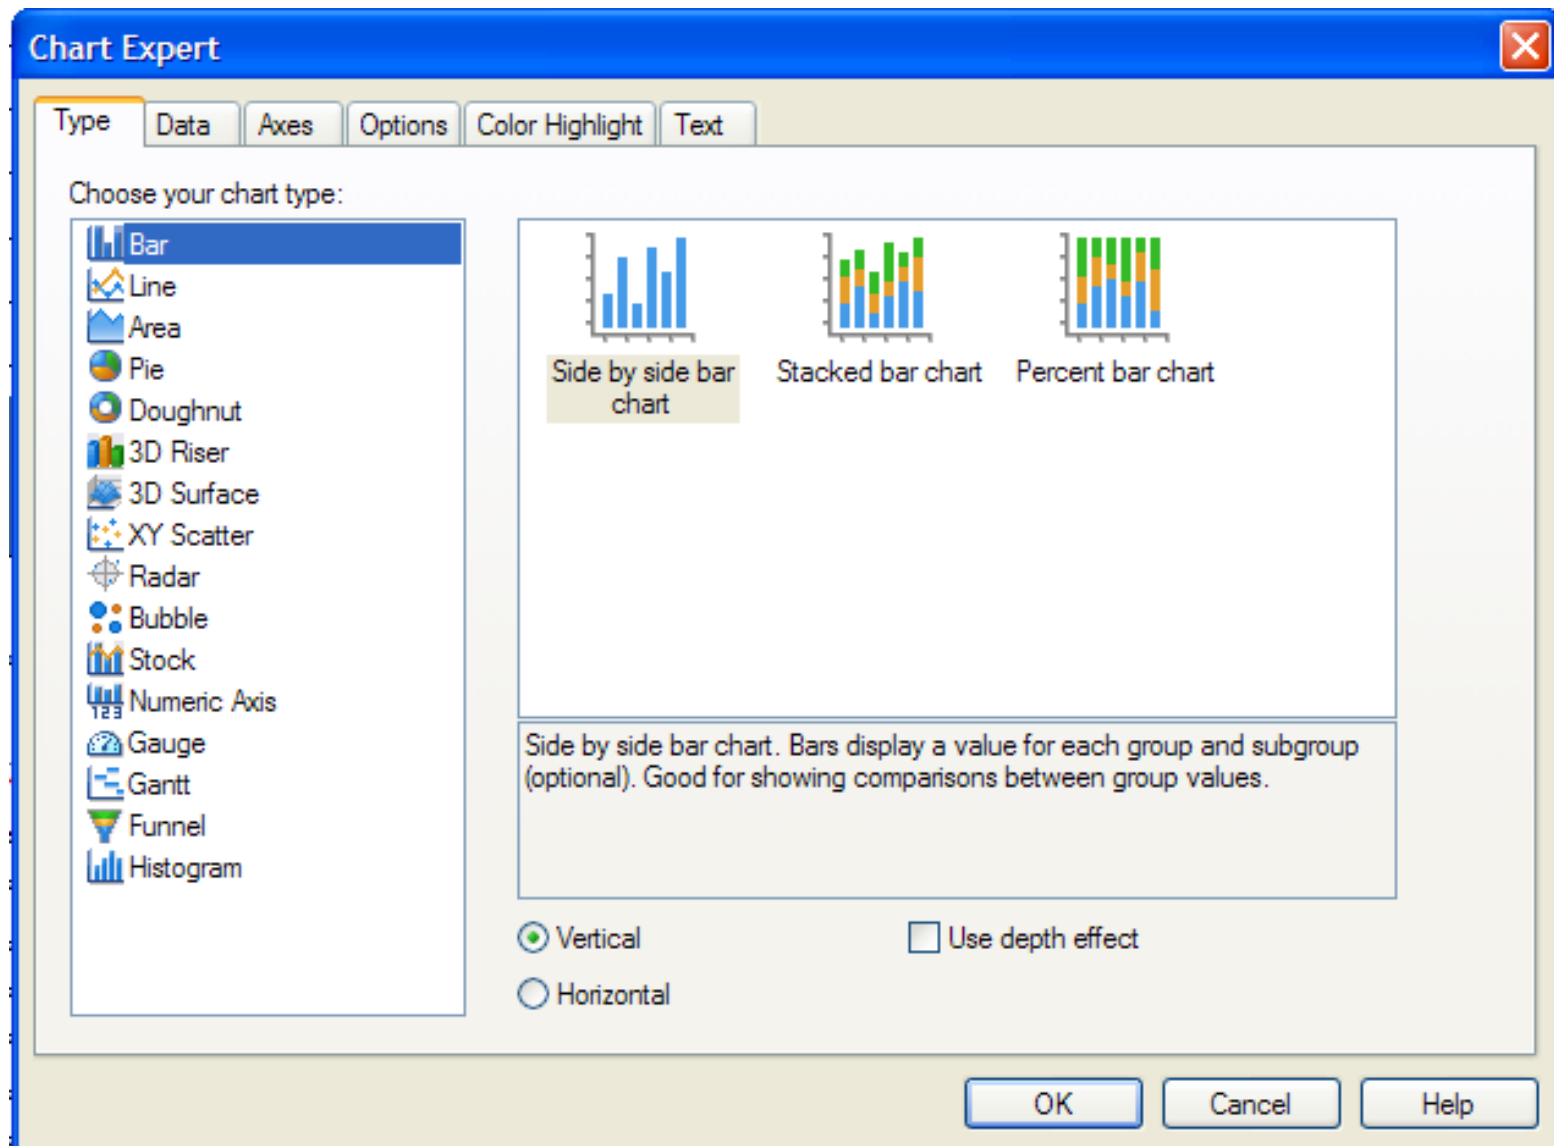 Chart Expert
Type
Data
Axes
Options
Color Highlight
Text
Choose your chart type:
Bar
Line
Area
Pie
Doughnut
3D Riser
3D Surface
XY Scatter
Radar
Bubble
Stock
Numeric Axis
Gauge
Gantt
Funnel
Histogram
Side by side bar
chart
Stacked bar chart
Percent bar chart
Side by side bar chart. Bars display a value for each group and subgroup
(optional). Good for showing comparisons between group values.
Vertical
Use depth effect
Horizontal
OK
Cancel
Help